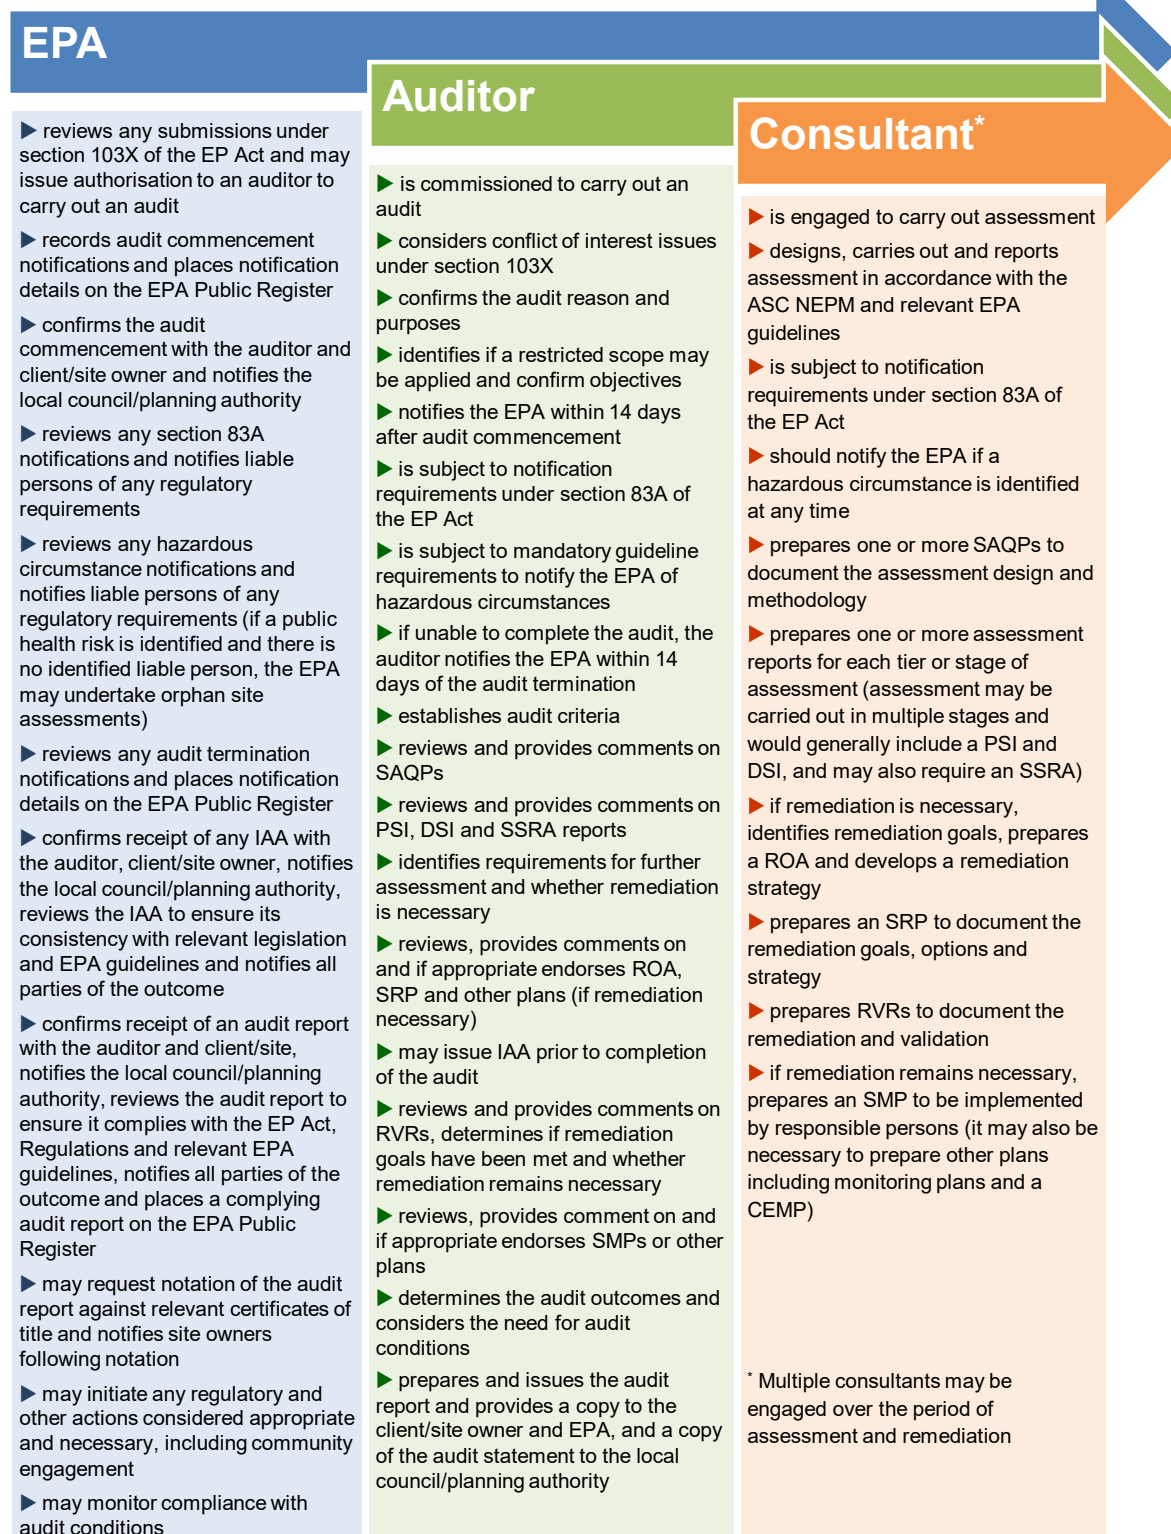 EPA
▶ reviews any submissions under
section 103X of the EP Act and may
issue authorisation to an auditor to
carry out an audit
▶ records audit commencement
notifications and places notification
details on the EPA Public Register
▶ confirms the audit
commencement with the auditor and
client/site owner and notifies the
local council/planning authority
▶ reviews any section 83A
notifications and notifies liable
persons of any regulatory
requirements
▶ reviews any hazardous
circumstance notifications and
notifies liable persons of any
regulatory requirements (if a public
health risk is identified and there is
no identified liable person, the EPA
may undertake orphan site
assessments)
▶ reviews any audit termination
notifications and places notification
details on the EPA Public Register
▶ confirms receipt of any IAA with
the auditor, client/site owner, notifies
the local council/planning authority,
reviews the IAA to ensure its
consistency with relevant legislation
and EPA guidelines and notifies all
parties of the outcome
▶ confirms receipt of an audit report
with the auditor and client/site,
notifies the local council/planning
authority, reviews the audit report to
ensure it complies with the EP Act,
Regulations and relevant EPA
guidelines, notifies all parties of the
outcome and places a complying
audit report on the EPA Public
Register
▶ may request notation of the audit
report against relevant certificates of
title and notifies site owners
following notation
▶ may initiate any regulatory and
other actions considered appropriate
and necessary, including community
engagement
▶ may monitor compliance with
audit conditions
Auditor
▶ is commissioned to carry out an
audit
▶ considers conflict of interest issues
under section 103X
▶ confirms the audit reason and
purposes
▶ identifies if a restricted scope may
be applied and confirm objectives
▶ notifies the EPA within 14 days
after audit commencement
▶ is subject to notification
requirements under section 83A of
the EP Act
▶ is subject to mandatory guideline
requirements to notify the EPA of
hazardous circumstances
▶ if unable to complete the audit, the
auditor notifies the EPA within 14
days of the audit termination
▶ establishes audit criteria
▶ reviews and provides comments on
SAQPs
▶ reviews and provides comments on
PSI, DSI and SSRA reports
▶ identifies requirements for further
assessment and whether remediation
is necessary
▶ reviews, provides comments on
and if appropriate endorses ROA,
SRP and other plans (if remediation
necessary)
▶ may issue IAA prior to completion
of the audit
▶ reviews and provides comments on
RVRs, determines if remediation
goals have been met and whether
remediation remains necessary
▶ reviews, provides comment on and
if appropriate endorses SMPs or other
plans
▶ determines the audit outcomes and
considers the need for audit
conditions
▶ prepares and issues the audit
report and provides a copy to the
client/site owner and EPA, and a copy
of the audit statement to the local
council/planning authority
Consultant*
▶ is engaged to carry out assessment
▶ designs, carries out and reports
assessment in accordance with the
ASC NEPM and relevant EPA
guidelines
▶ is subject to notification
requirements under section 83A of
the EP Act
▶ should notify the EPA if a
hazardous circumstance is identified
at any time
▶ prepares one or more SAQPs to
document the assessment design and
methodology
▶ prepares one or more assessment
reports for each tier or stage of
assessment (assessment may be
carried out in multiple stages and
would generally include a PSI and
DSI, and may also require an SSRA)
▶ if remediation is necessary,
identifies remediation goals, prepares
a ROA and develops a remediation
strategy
▶ prepares an SRP to document the
remediation goals, options and
strategy
▶ prepares RVRs to document the
remediation and validation
▶ if remediation remains necessary,
prepares an SMP to be implemented
by responsible persons (it may also be
necessary to prepare other plans
including monitoring plans and a
CEMP)
* Multiple consultants may be
engaged over the period of
assessment and remediation